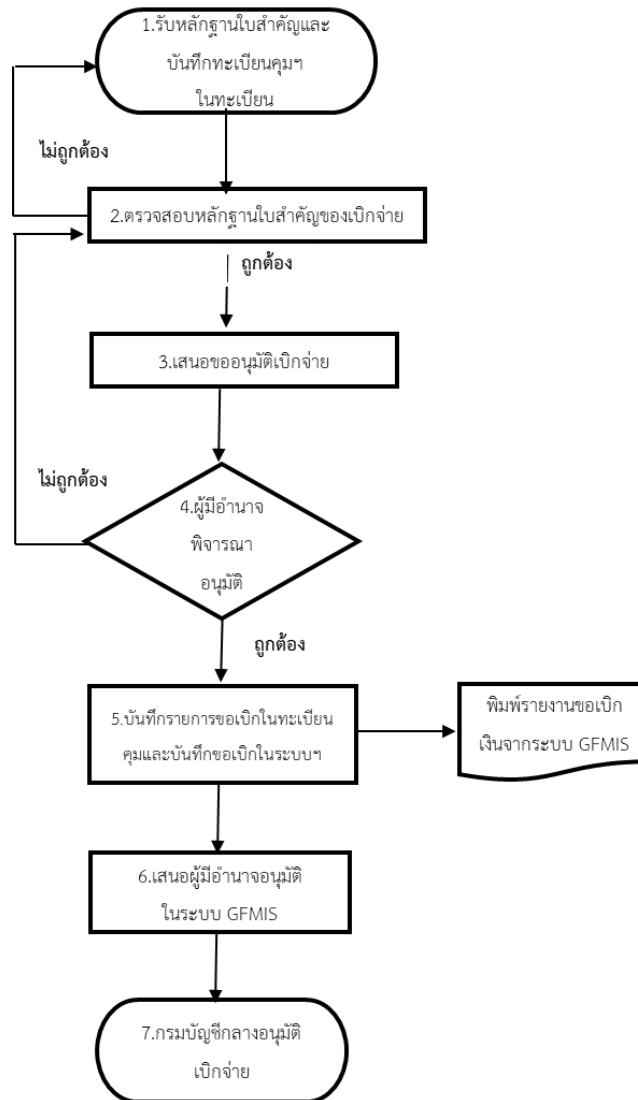 1.รับหลักฐานใบสำคัญและ
บันทึกทะเบียนคุมฯ
ในทะเบียน
ไม่ถูกต้อง
2.ตรวจสอบหลักฐานใบสำคัญของเบิกจ่าย
ถูกต้อง
3.เสนอขออนุมัติเบิกจ่าย
ไม่ถูกต้อง
4.ผู้มีอำนาจ
พิจารณา
อนุมัติ
ถูกต้อง
5.บันทึกรายการขอเบิกในทะเบียน
คุมและบันทึกขอเบิกในระบบฯ
พิมพ์รายงานขอเบิก
เงินจากระบบ GFMIS
6.เสนอผู้มีอำนาจอนุมัติ
ในระบบ GFMIS
7.กรมบัญชีกลางอนุมัติ
เบิกจ่าย